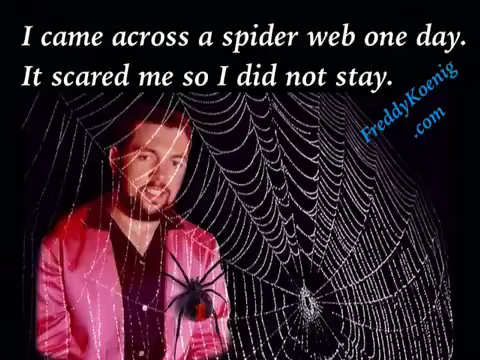 I came across a spider web one day.
It scared me so I did not stay.
FreddyKoenig
.com